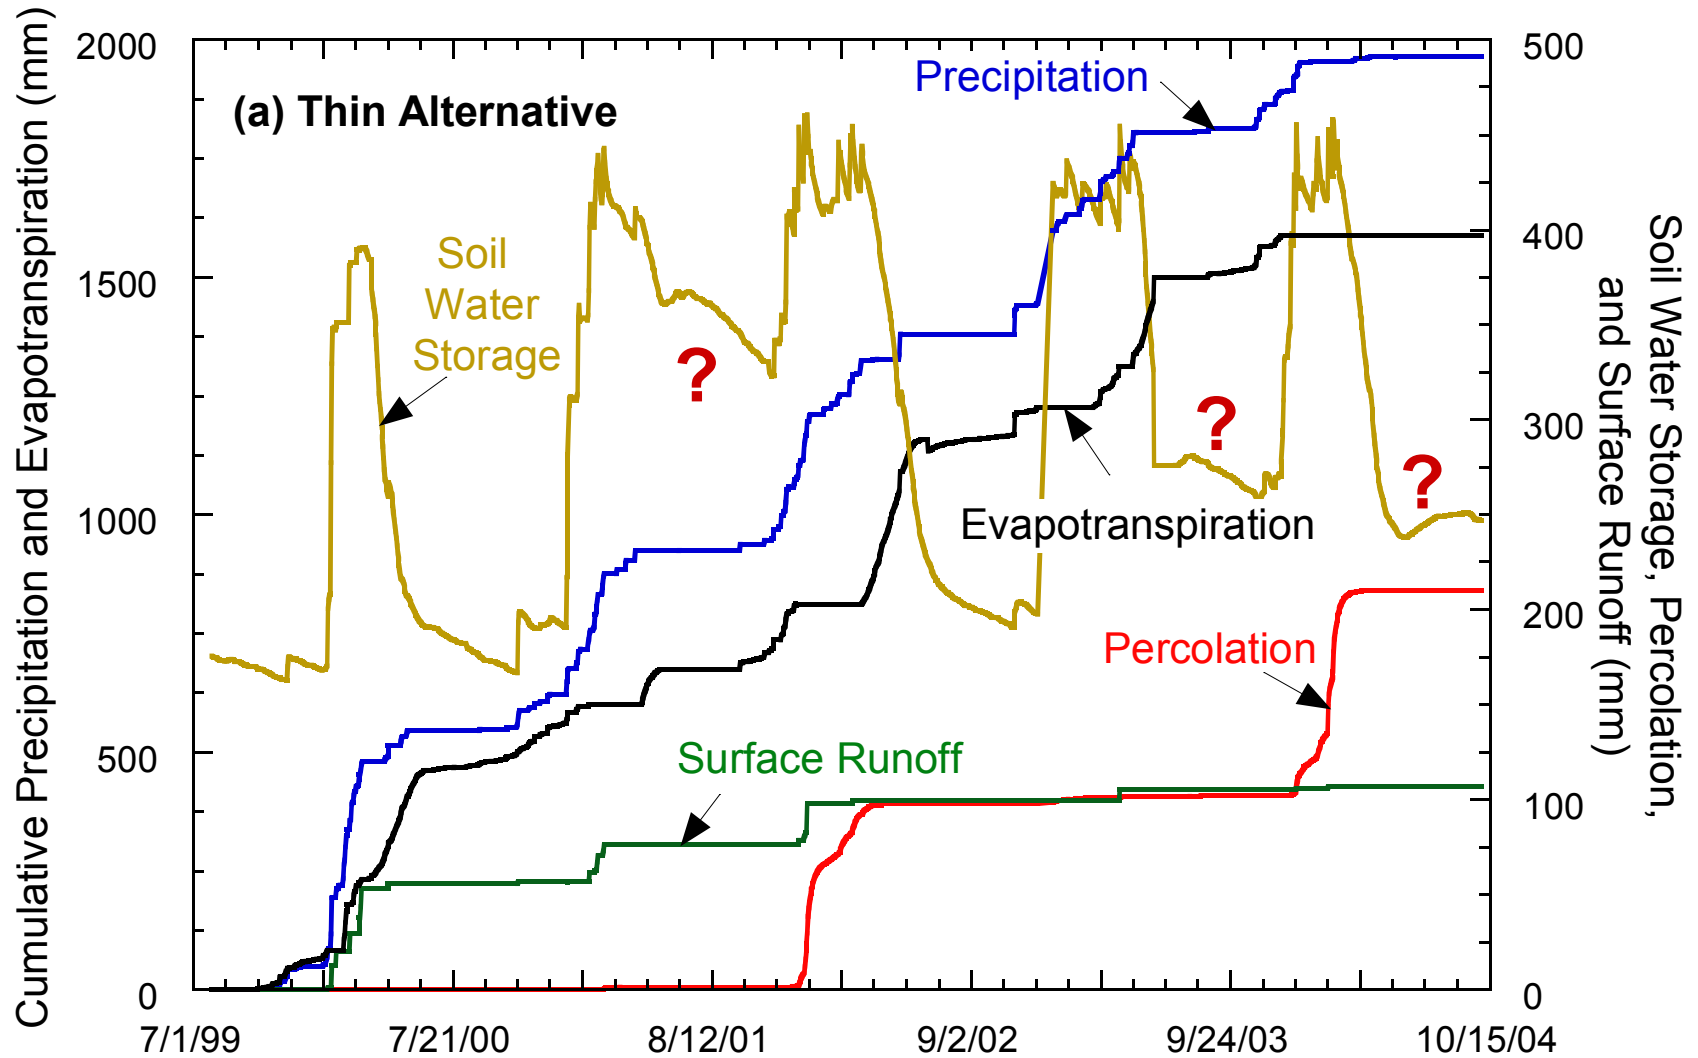 Cumulative Precipitation and Evapotranspiration (mm)
2000
1500
1000
500
0
(a) Thin Alternative
Precipitation
Soil
Water
Storage
?
?
?
Evapotranspiration
Percolation
Surface Runoff
500
400
300
200
100
0
Soil Water Storage, Percolation,
and Surface Runoff (mm)
7/1/99 7/21/00 8/12/01 9/2/02 9/24/03 10/15/04